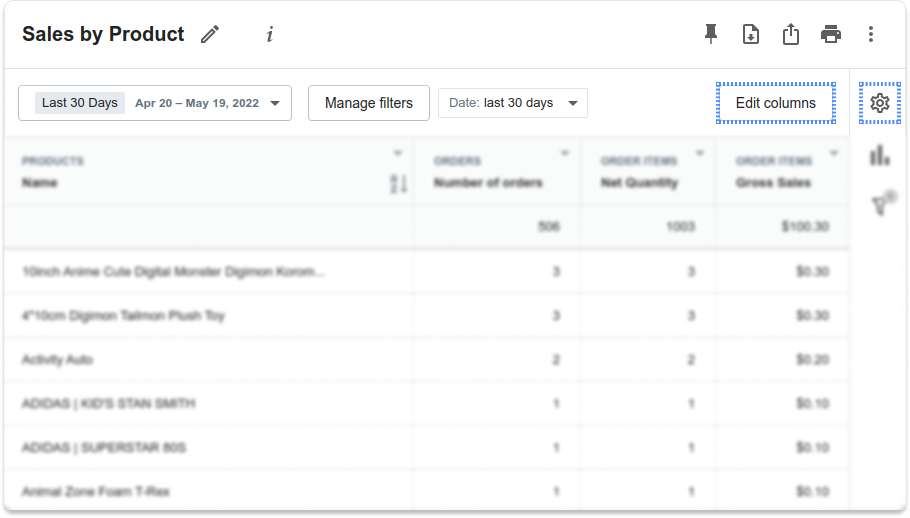 Sales by Product
Last 30 Days Apr 20 – May 19, 2022 Manage filters Date: last 30 days Edit columns
PRODUCTS ORDERS ORDER ITEMS ORDER ITEMS
Name Number of orders Net Quantity Gross Sales
506 1003 $100.30
10inch Anime Cute Digital Monster Digimon Korom... 3 3 $0.30
4"10cm Digimon Tailmon Plush Toy 3 3 $0.30
Activity Auto 2 2 $0.20
ADIDAS | KID'S STAN SMITH 1 1 $0.10
ADIDAS | SUPERSTAR 80S 1 1 $0.10
Animal Zone Foam T-Rex 1 1 $0.10